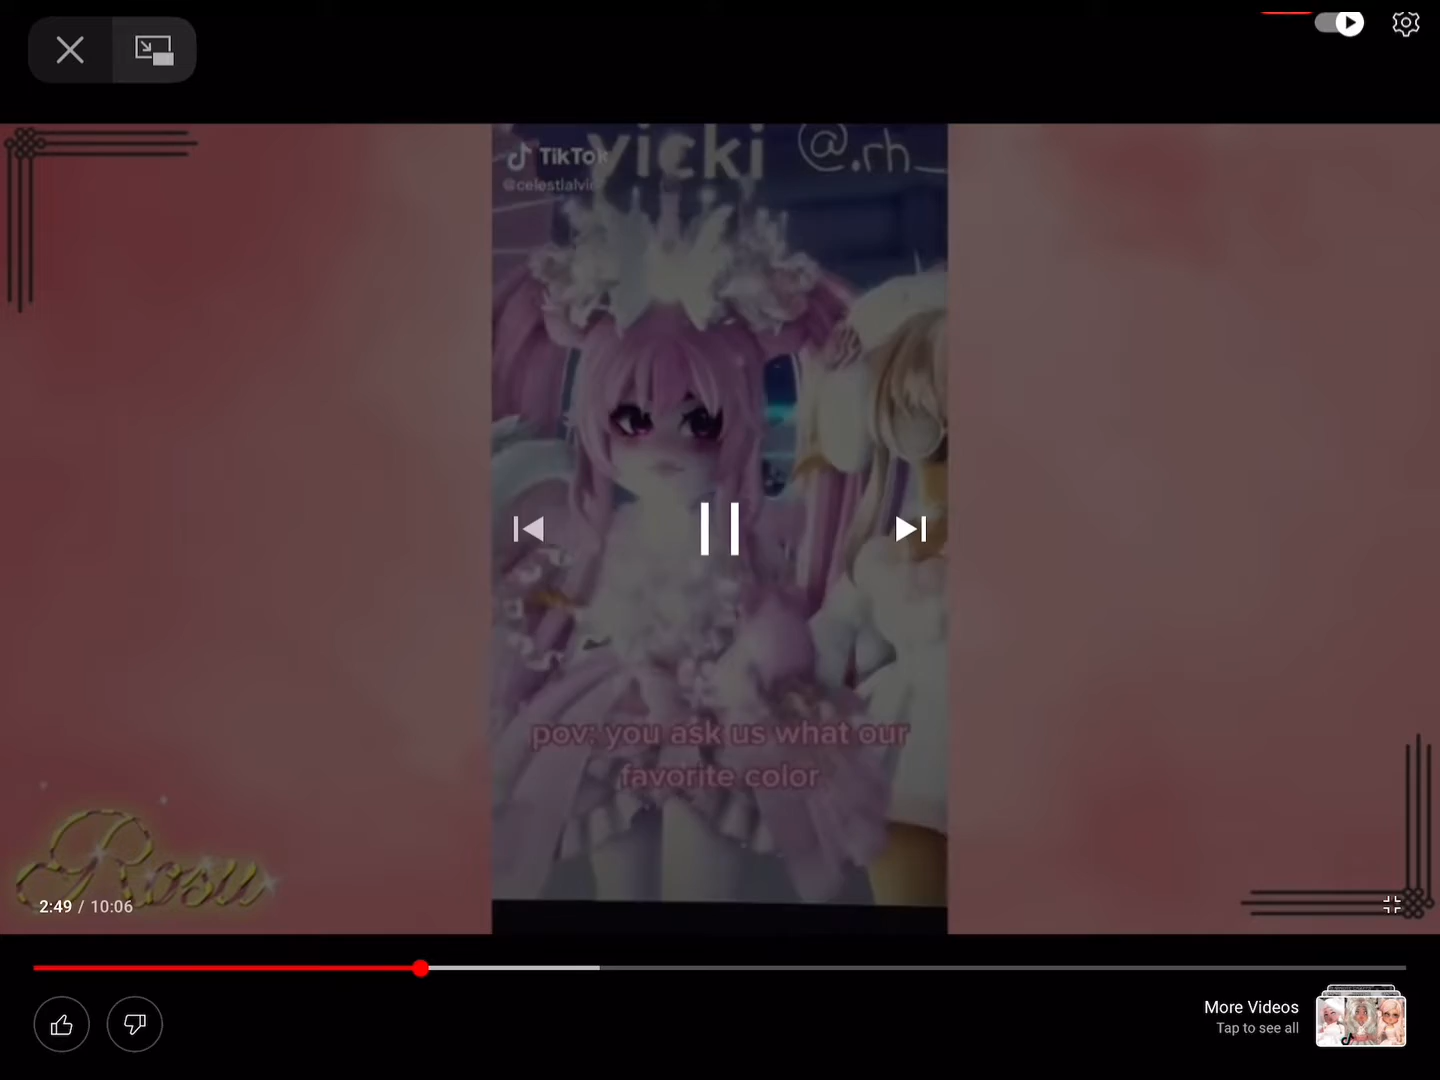 vicki @.rh_
TikTok
pov: you ask us what our
favorite color
Rosu
2:49 / 10:06
More Videos
Tap to see all